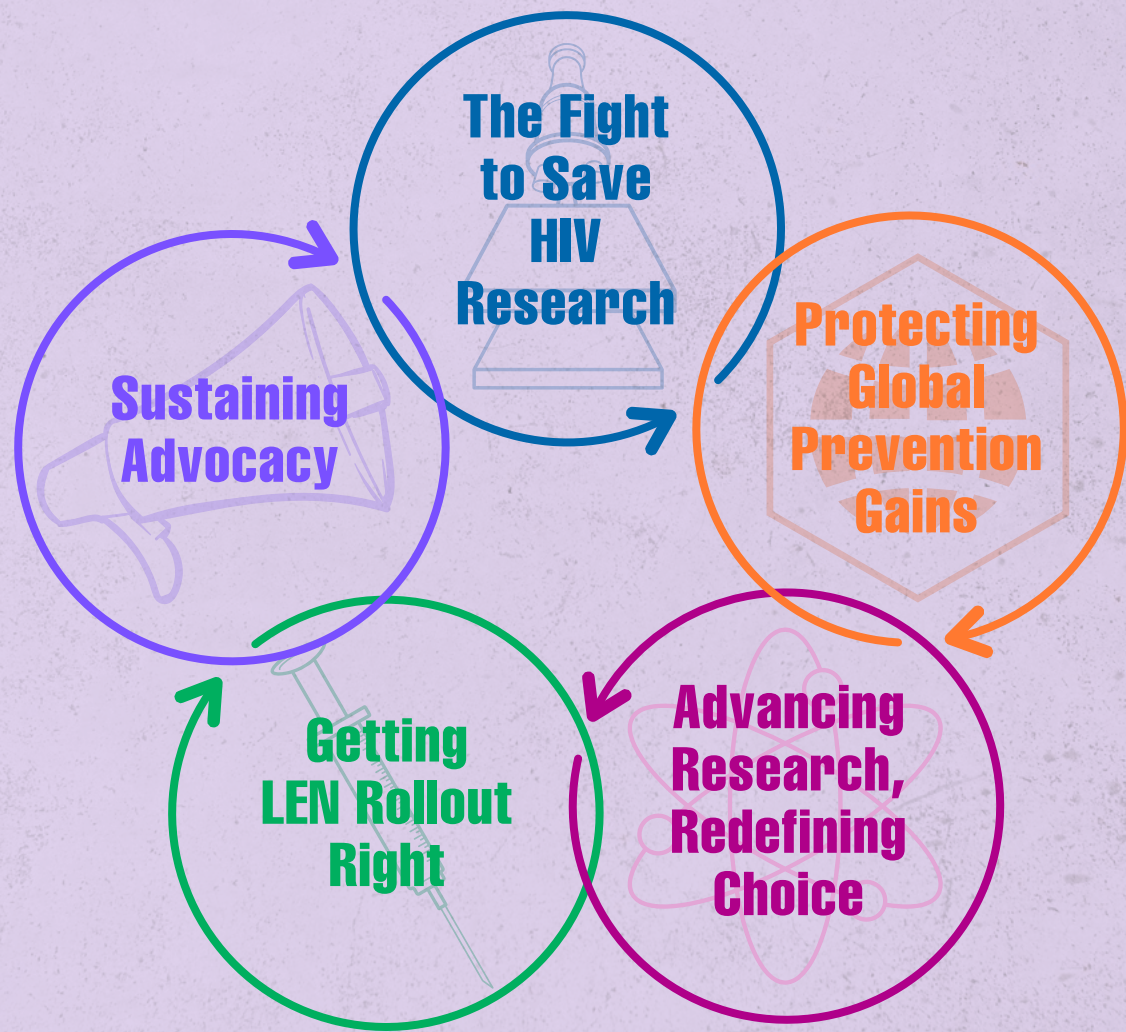 The Fight
to Save
HIV
Research
Protecting
Global
Prevention
Gains
Advancing
Research,
Redefining
Choice
Getting
LEN Rollout
Right
Sustaining
Advocacy